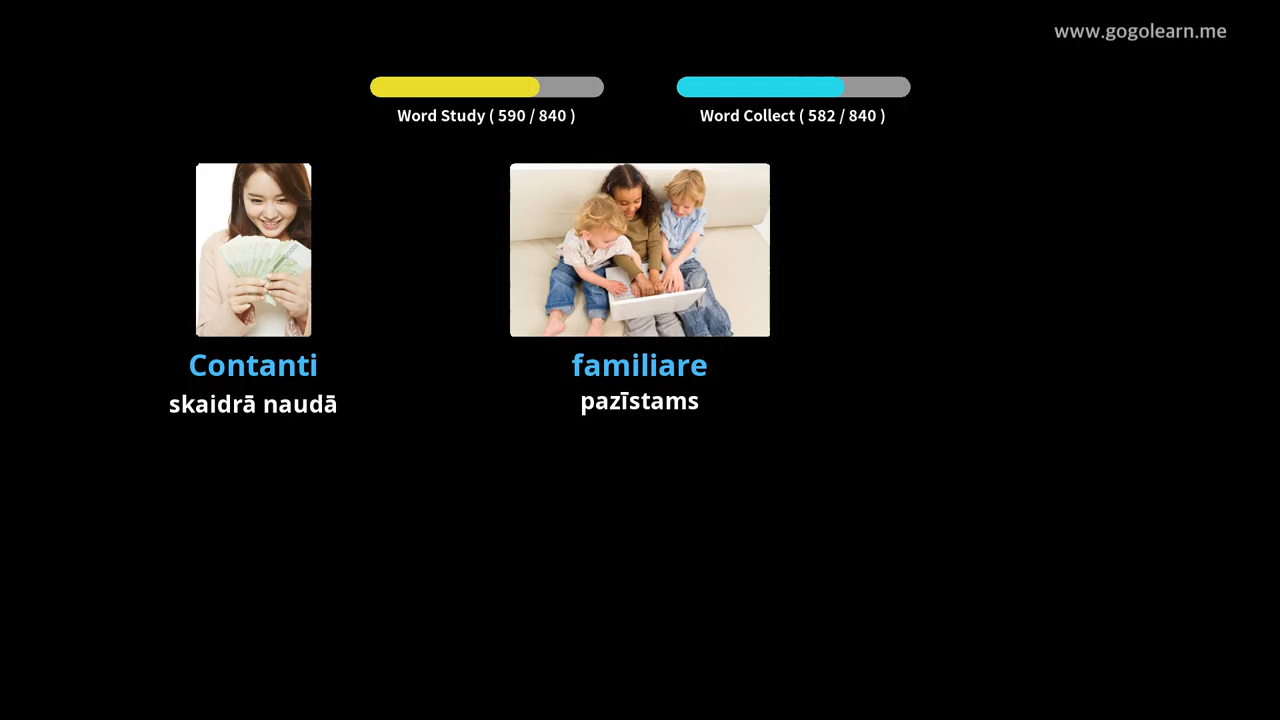 www.gogolearn.me
Word Study ( 590 / 840 )
Word Collect ( 582 / 840 )
Contanti
familiare
skaidrā naudā
pazīstams